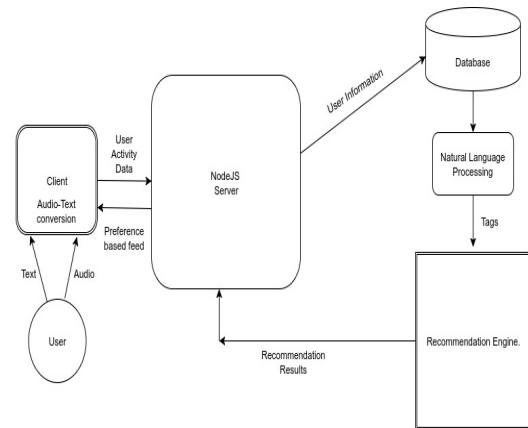 Database
User Information
User
Activity
Data
NodeJS
Server
Natural Language
Processing
Client
Audio-Text
conversion
Preference
based feed
Tags
Text
Audio
User
Recommendation Engine.
Recommendation
Results